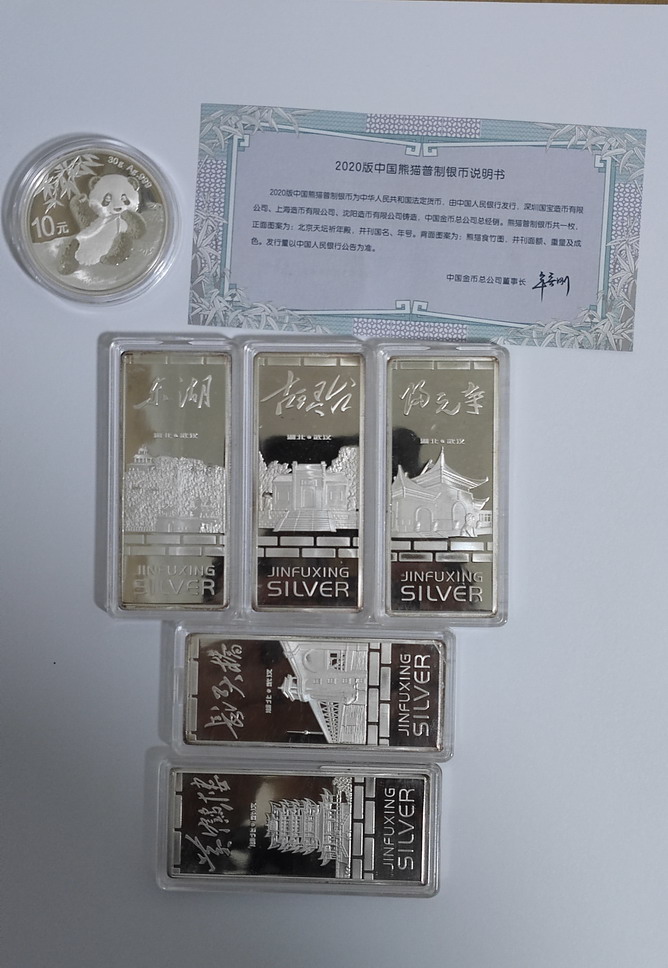 30g Ag.999
10元
2020版中国熊猫普制银币说明书
2020版中国熊猫普制银币为中华人民共和国法定货币，由中国人民银行发行，深圳国宝造币有限
公司、上海造币有限公司、沈阳造币有限公司铸造，中国金币总公司总经销。熊猫普制银币共一枚，
正面图案为：北京天坛祈年殿，并刊国名、年号。背面图案为：熊猫食竹图，并刊面额、重量及成
色。发行量以中国人民银行公告为准。
中国金币总公司董事长
东湖
湖北·武汉
JINFUXING
SILVER
古琴台
湖北·武汉
JINFUXING
SILVER
归元寺
湖北·武汉
JINFUXING
SILVER
长江大桥
湖北·武汉
JINFUXING
SILVER
黄鹤楼
湖北·武汉
JINFUXING
SILVER